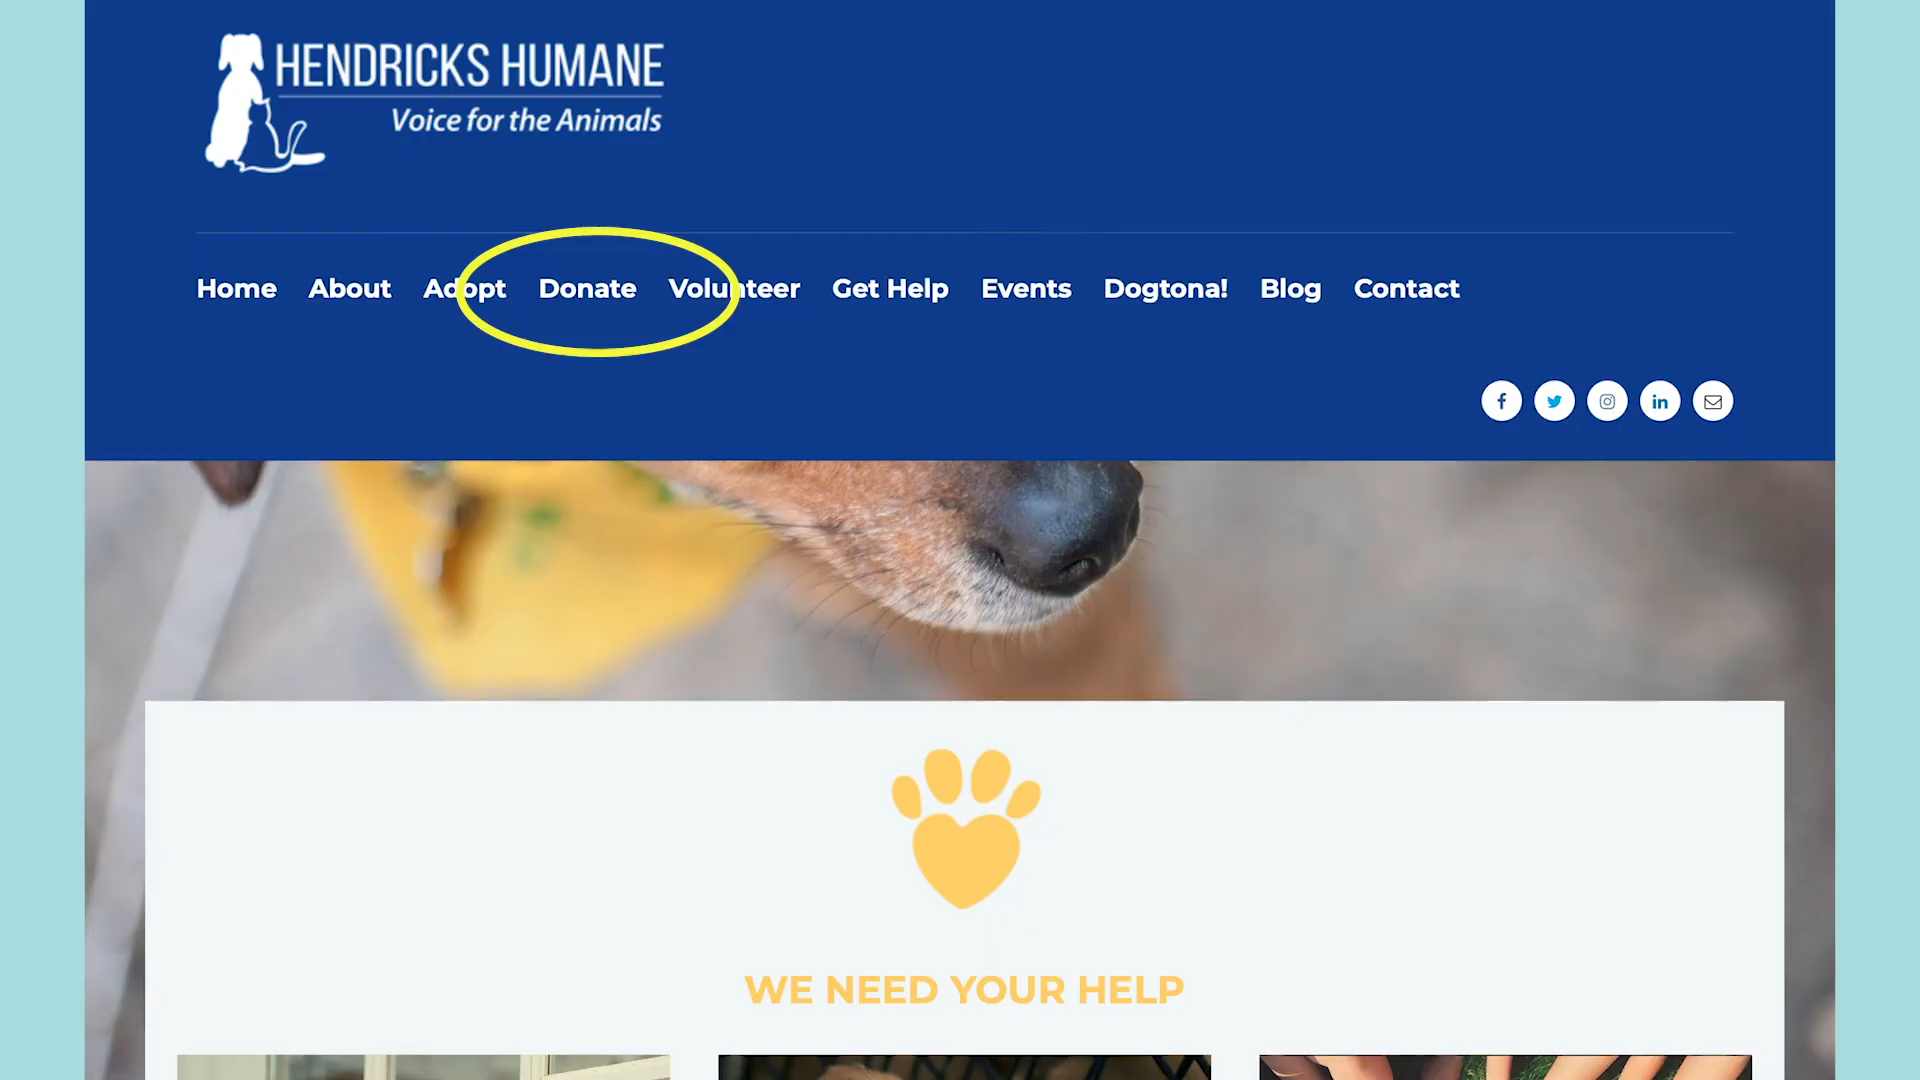 HENDRICKS HUMANE
Voice for the Animals
Home About Adopt Donate Volunteer Get Help Events Dogtona! Blog Contact
WE NEED YOUR HELP